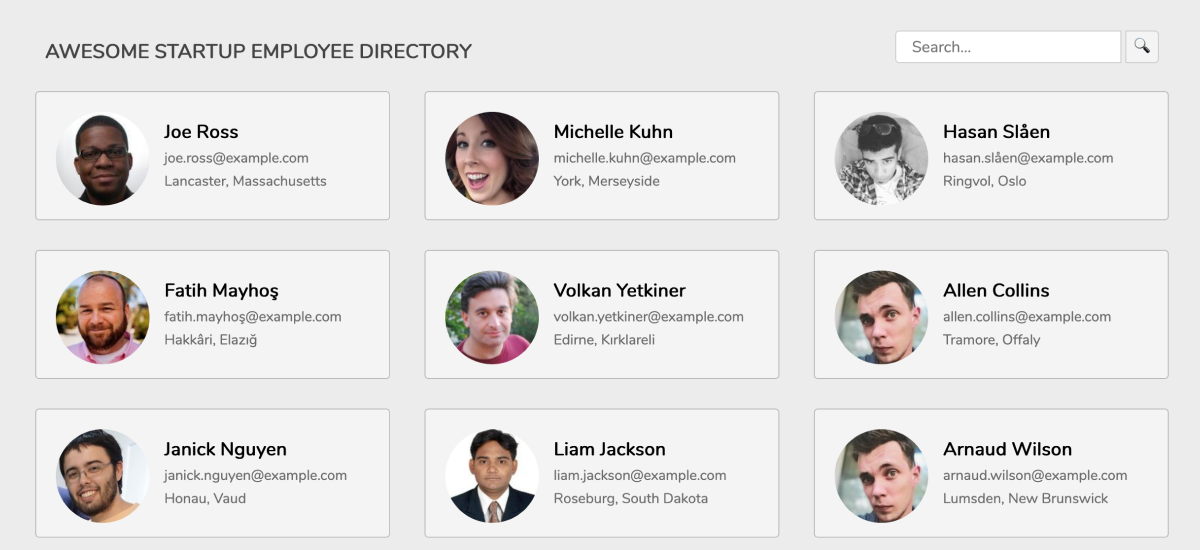 AWESOME STARTUP EMPLOYEE DIRECTORY
Search...
Joe Ross
joe.ross@example.com
Lancaster, Massachusetts
Michelle Kuhn
michelle.kuhn@example.com
York, Merseyside
Hasan Slåen
hasan.slåen@example.com
Ringvol, Oslo
Fatih Mayhoş
fatih.mayhoş@example.com
Hakkâri, Elazığ
Volkan Yetkiner
volkan.yetkiner@example.com
Edirne, Kırklareli
Allen Collins
allen.collins@example.com
Tramore, Offaly
Janick Nguyen
janick.nguyen@example.com
Honau, Vaud
Liam Jackson
liam.jackson@example.com
Roseburg, South Dakota
Arnaud Wilson
arnaud.wilson@example.com
Lumsden, New Brunswick